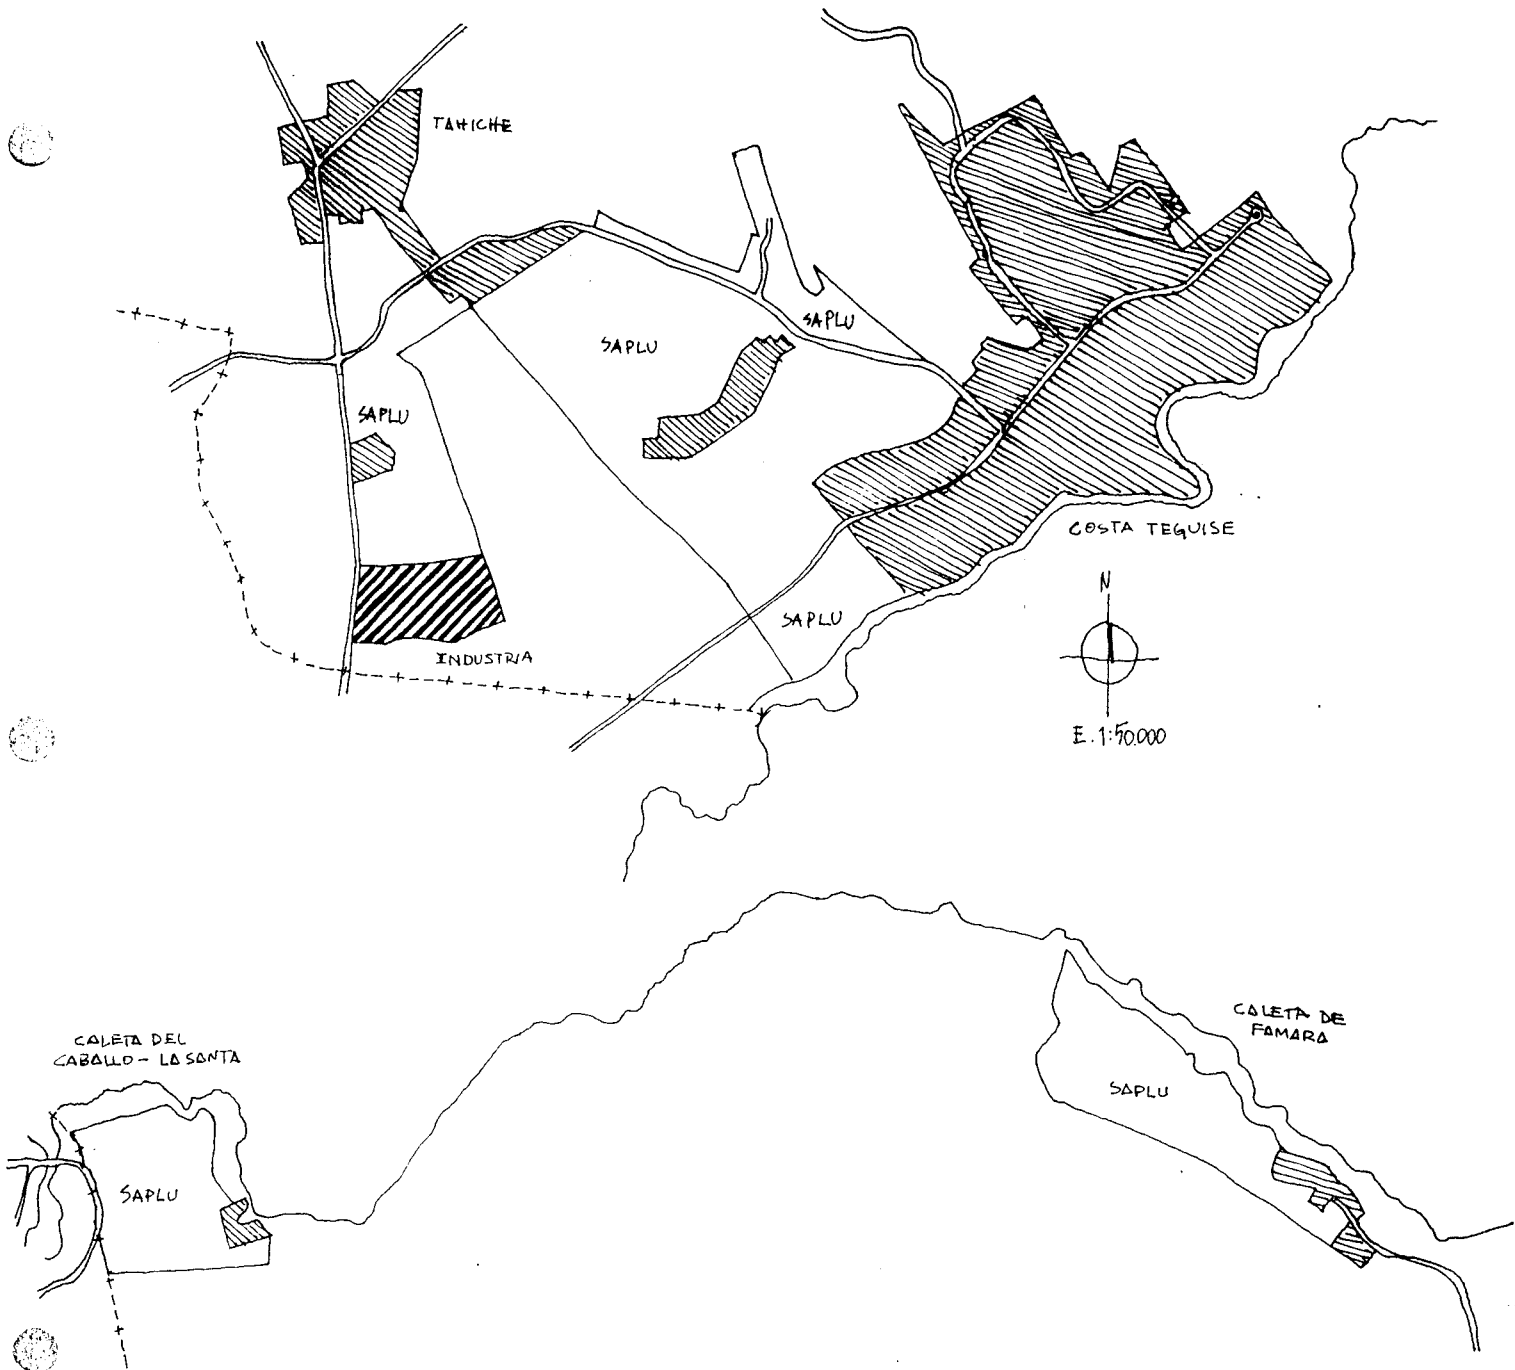 TAHICHE
SAPLU
SAPLU
SAPLU
COSTA TEGUISE
N
SAPLU
INDUSTRIA
E. 1:50.000
CALETA DEL
CABALLO - LA SANTA
CALETA DE
FAMARA
SAPLU
SAPLU